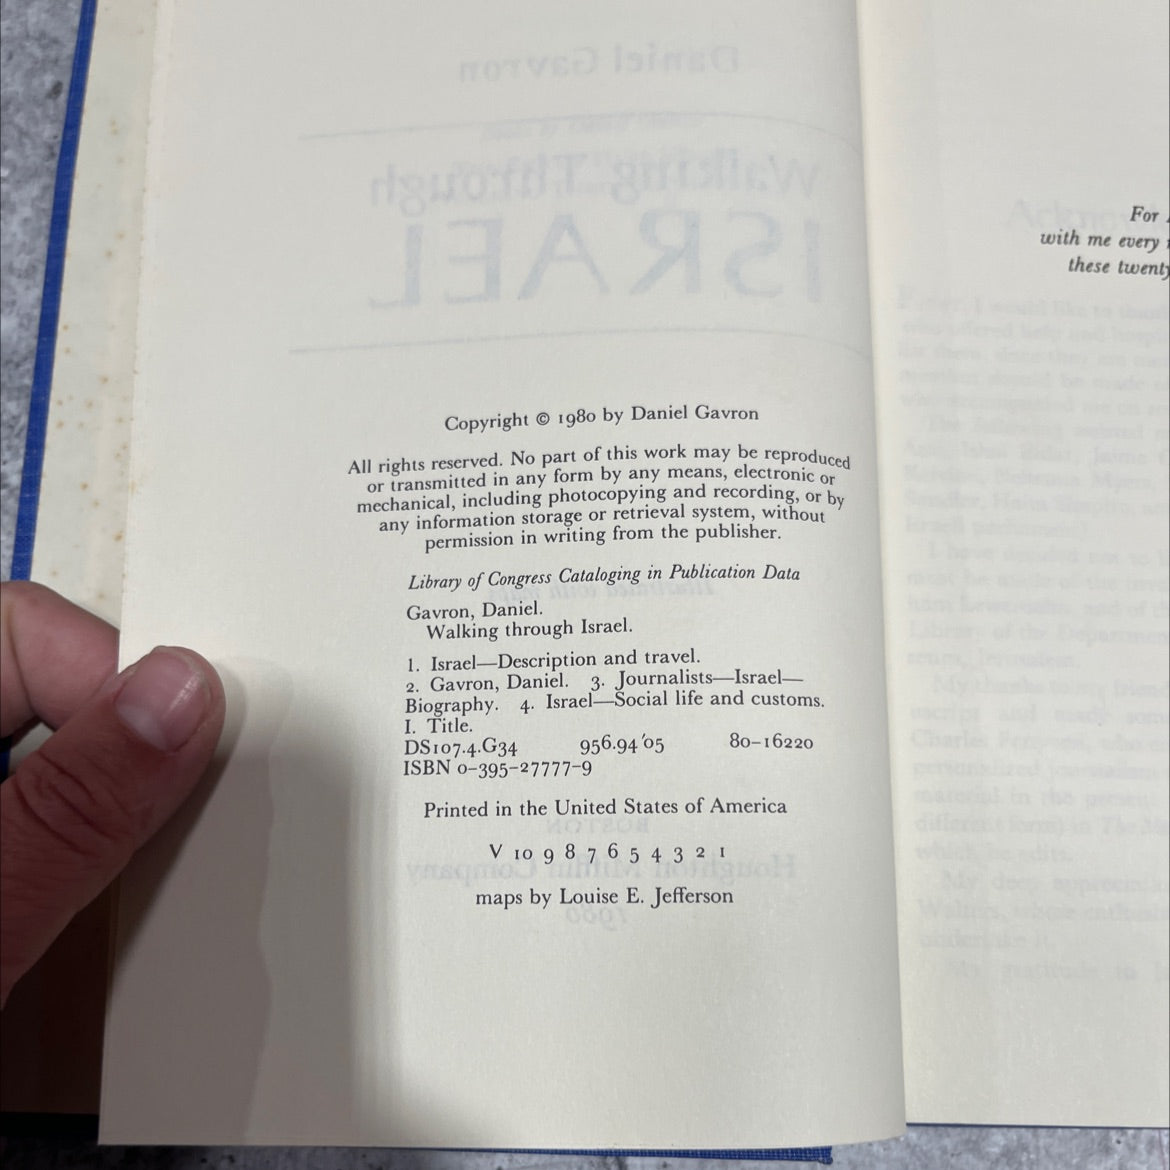 Copyright © 1980 by Daniel Gavron
All rights reserved. No part of this work may be reproduced
or transmitted in any form by any means, electronic or
mechanical, including photocopying and recording, or by
any information storage or retrieval system, without
permission in writing from the publisher.
Library of Congress Cataloging in Publication Data
Gavron, Daniel.
Walking through Israel.
1. Israel—Description and travel.
2. Gavron, Daniel. 3. Journalists—Israel—
Biography. 4. Israel—Social life and customs.
I. Title.
DS107.4.G34 956.94'05 80-16220
ISBN 0-395-27777-9
Printed in the United States of America
V 10 9 8 7 6 5 4 3 2 1
maps by Louise E. Jefferson
For
with me every
these twenty